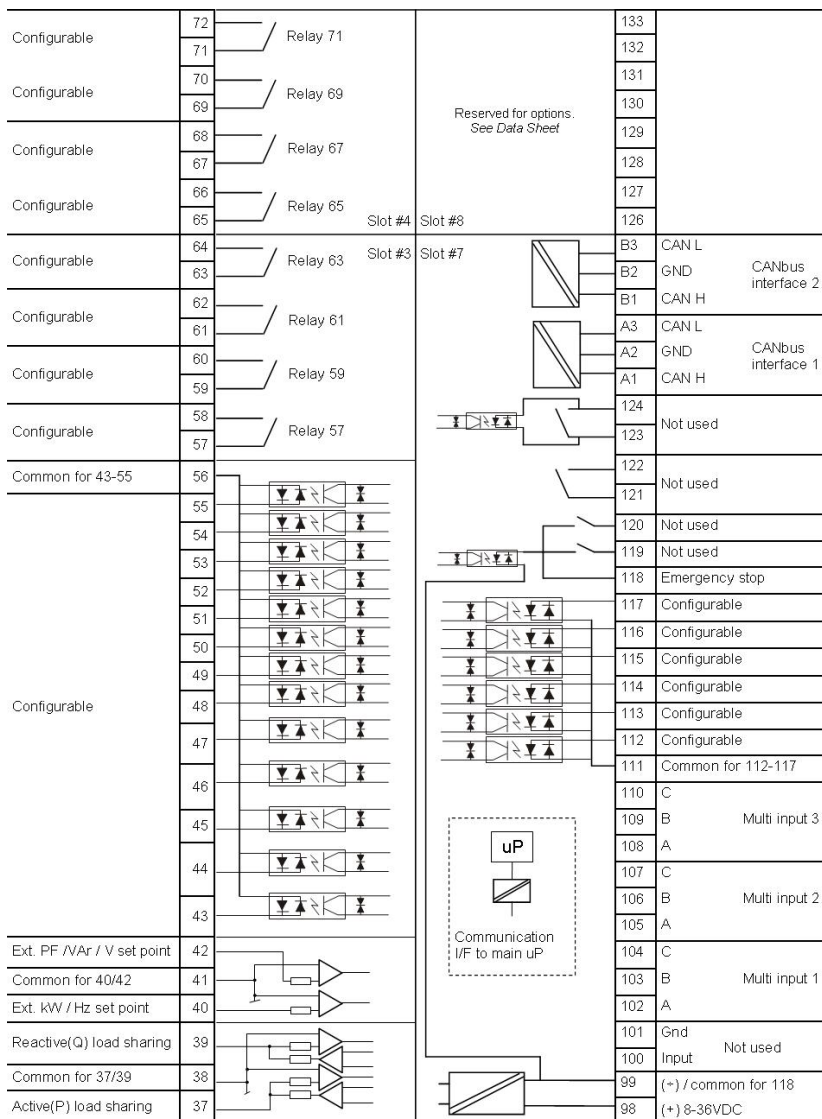 Configurable 72 Relay 71 133
71 132
Configurable 70 Relay 69 131
69 130
Reserved for options.
See Data Sheet
Configurable 68 Relay 67 129
67 128
Configurable 66 Relay 65 127
65 Slot #4 Slot #8 126
Configurable 64 Relay 63 Slot #3 Slot #7 B3 CAN L
63 B2 GND CANbus interface 2
Configurable 62 Relay 61 B1 CAN H
61 A3 CAN L
Configurable 60 Relay 59 A2 GND CANbus interface 1
59 A1 CAN H
Configurable 58 Relay 57 124 Not used
57 123
Common for 43-55 56 122 Not used
55 121
54 120 Not used
53 119 Not used
52 118 Emergency stop
51 117 Configurable
50 116 Configurable
49 115 Configurable
Configurable 48 114 Configurable
47 113 Configurable
112 Configurable
46 111 Common for 112-117
110 C
45 109 B Multi input 3
108 A
44 107 C
106 B Multi input 2
43 105 A
uP
Communication
I/F to main uP
Ext. PF /VAr / V set point 42 104 C
Common for 40/42 41 103 B Multi input 1
Ext. kW / Hz set point 40 102 A
Reactive(Q) load sharing 39 101 Gnd Not used
100 Input
Common for 37/39 38 99 (÷) / common for 118
Active(P) load sharing 37 98 (+) 8-36VDC